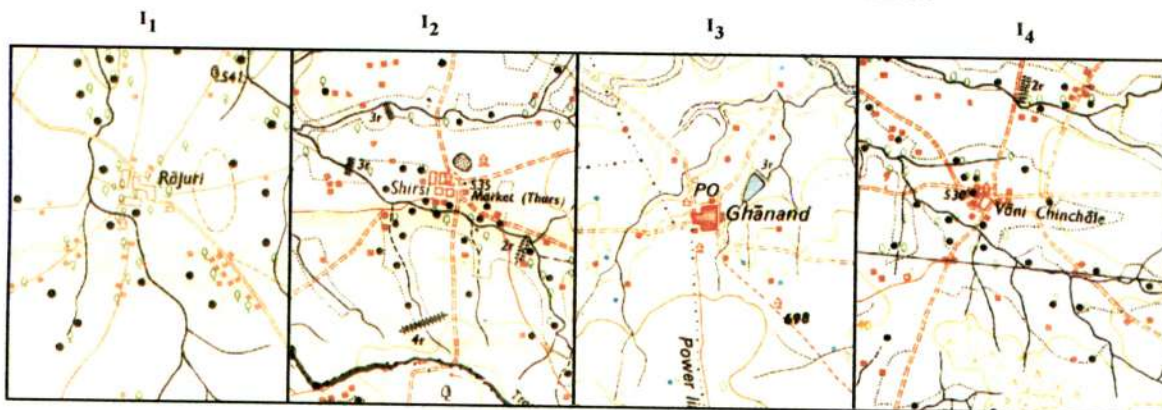 I1
I2
I3
I4
541
Rājuri
3r
3r
Shirsi
535
Market (Thurs)
2r
4r
PO
3r
Ghānand
698
Power li
2r
530
Vāni Chinchāle